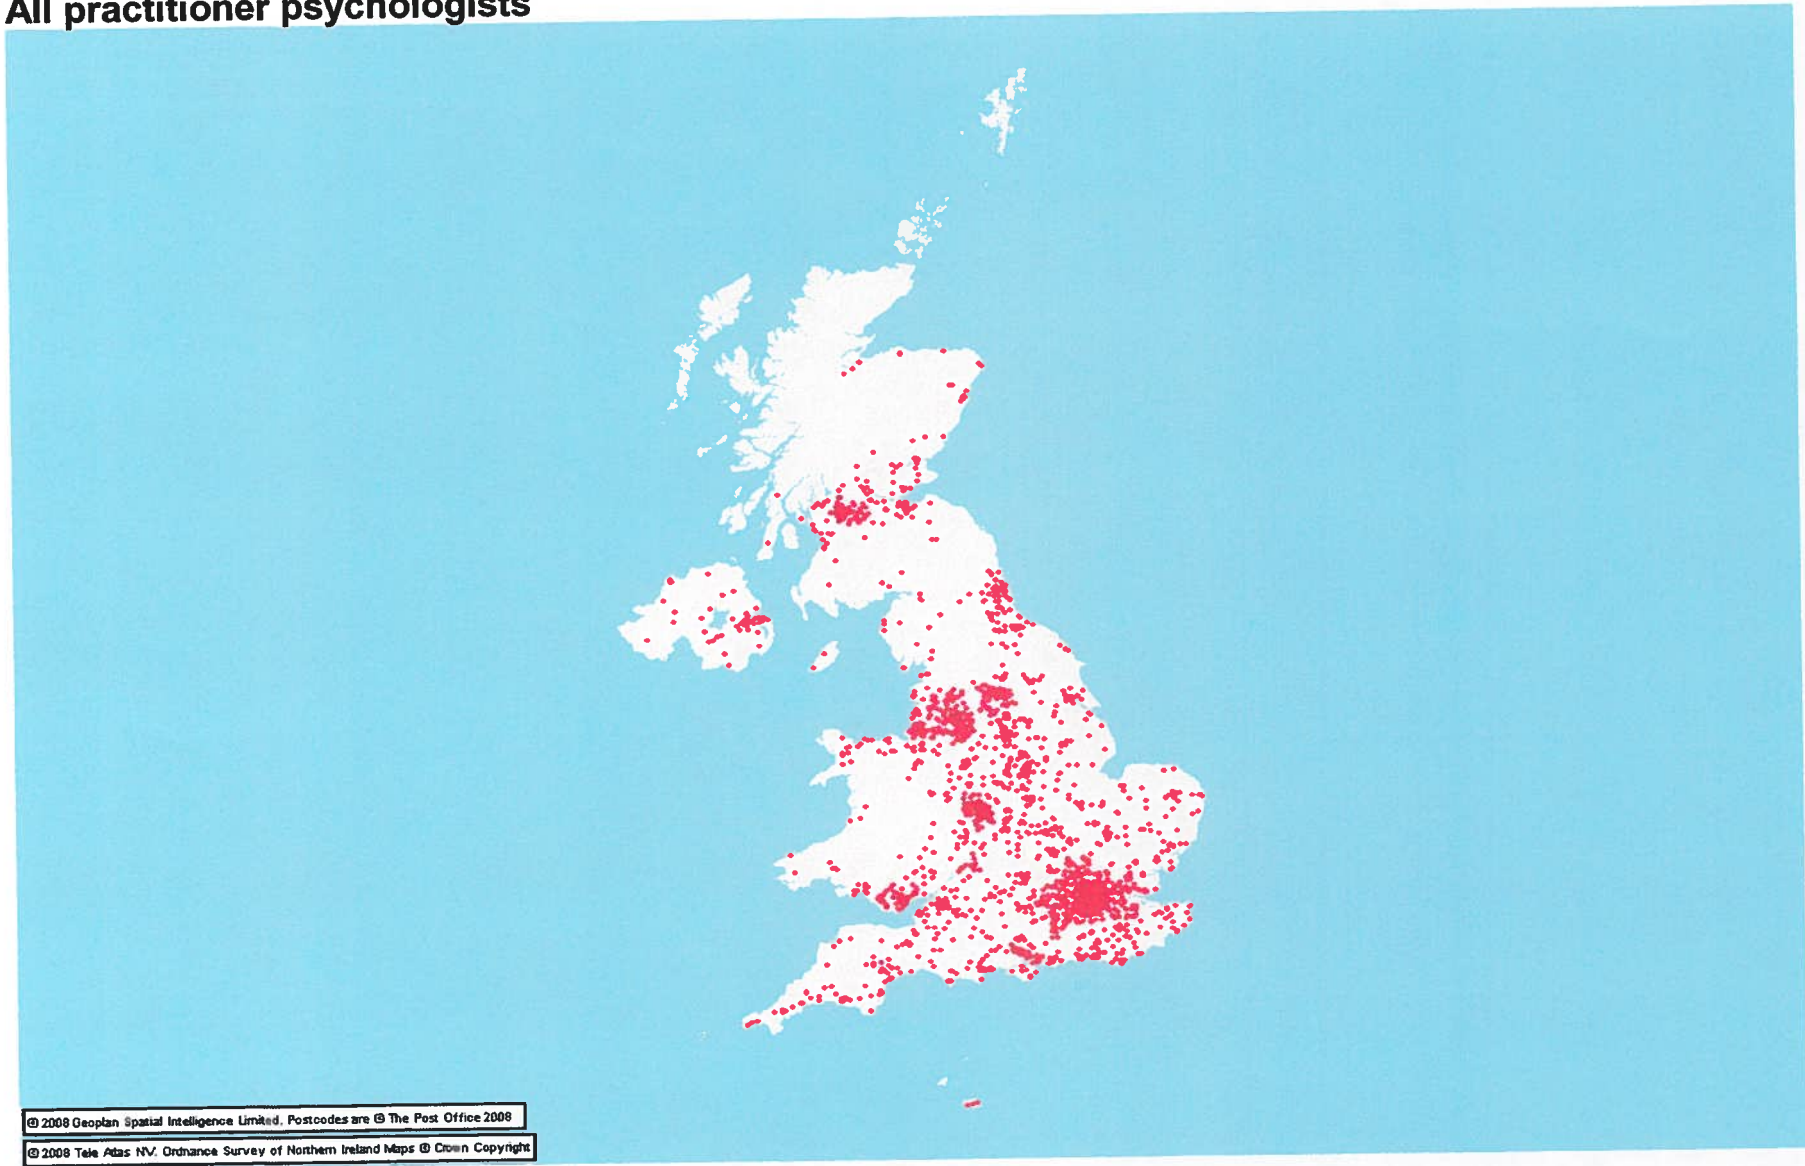 All practitioner psychologists
© 2008 Geoplan Spatial Intelligence Limited. Postcodes are © The Post Office 2008
© 2008 Tele Atlas NV. Ordnance Survey of Northern Ireland Maps © Crown Copyright